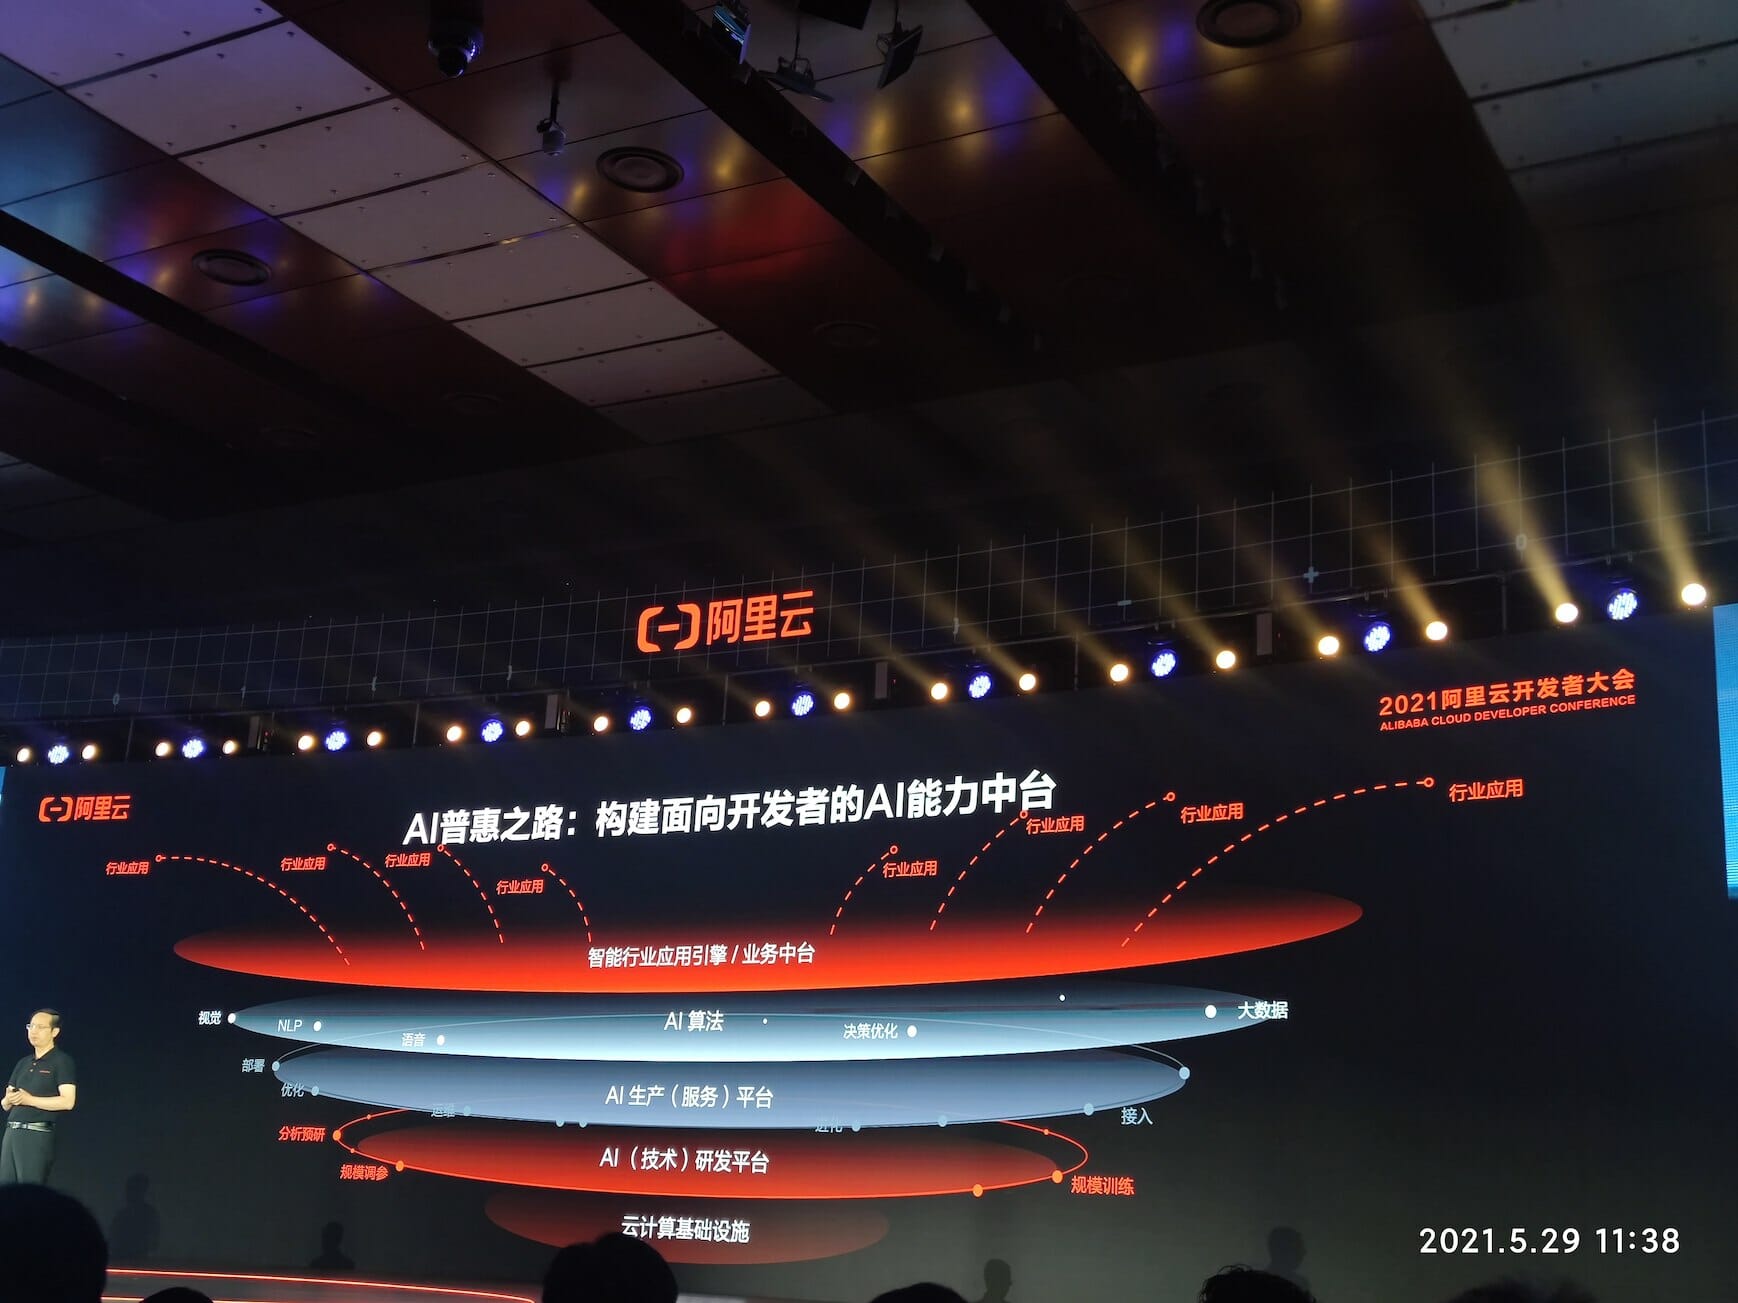 阿里云
2021阿里云开发者大会
ALIBABA CLOUD DEVELOPER CONFERENCE
阿里云
AI普惠之路：构建面向开发者的AI能力中台
行业应用
行业应用
行业应用
行业应用
行业应用
行业应用
行业应用
行业应用
智能行业应用引擎 / 业务中台
视觉
NLP
语音
AI 算法
决策优化
大数据
部署
优化
运维
AI 生产（服务）平台
进化
接入
分析预研
规模调参
AI（技术）研发平台
规模训练
云计算基础设施
2021.5.29 11:38